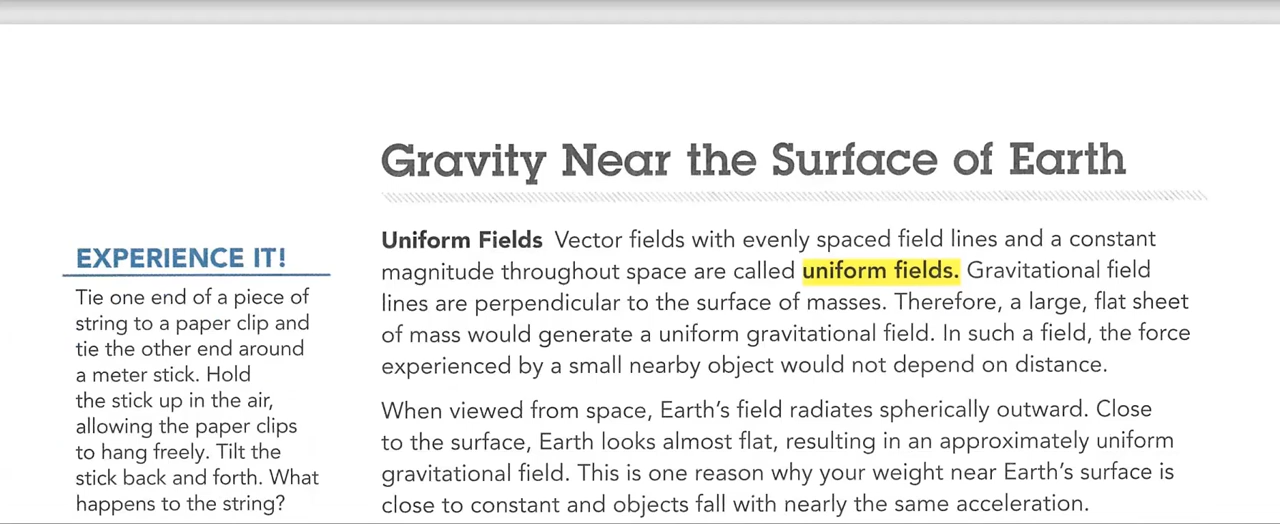 Gravity Near the Surface of Earth
EXPERIENCE IT!
Tie one end of a piece of
string to a paper clip and
tie the other end around
a meter stick. Hold
the stick up in the air,
allowing the paper clips
to hang freely. Tilt the
stick back and forth. What
happens to the string?
Uniform Fields Vector fields with evenly spaced field lines and a constant
magnitude throughout space are called uniform fields. Gravitational field
lines are perpendicular to the surface of masses. Therefore, a large, flat sheet
of mass would generate a uniform gravitational field. In such a field, the force
experienced by a small nearby object would not depend on distance.
When viewed from space, Earth's field radiates spherically outward. Close
to the surface, Earth looks almost flat, resulting in an approximately uniform
gravitational field. This is one reason why your weight near Earth's surface is
close to constant and objects fall with nearly the same acceleration.